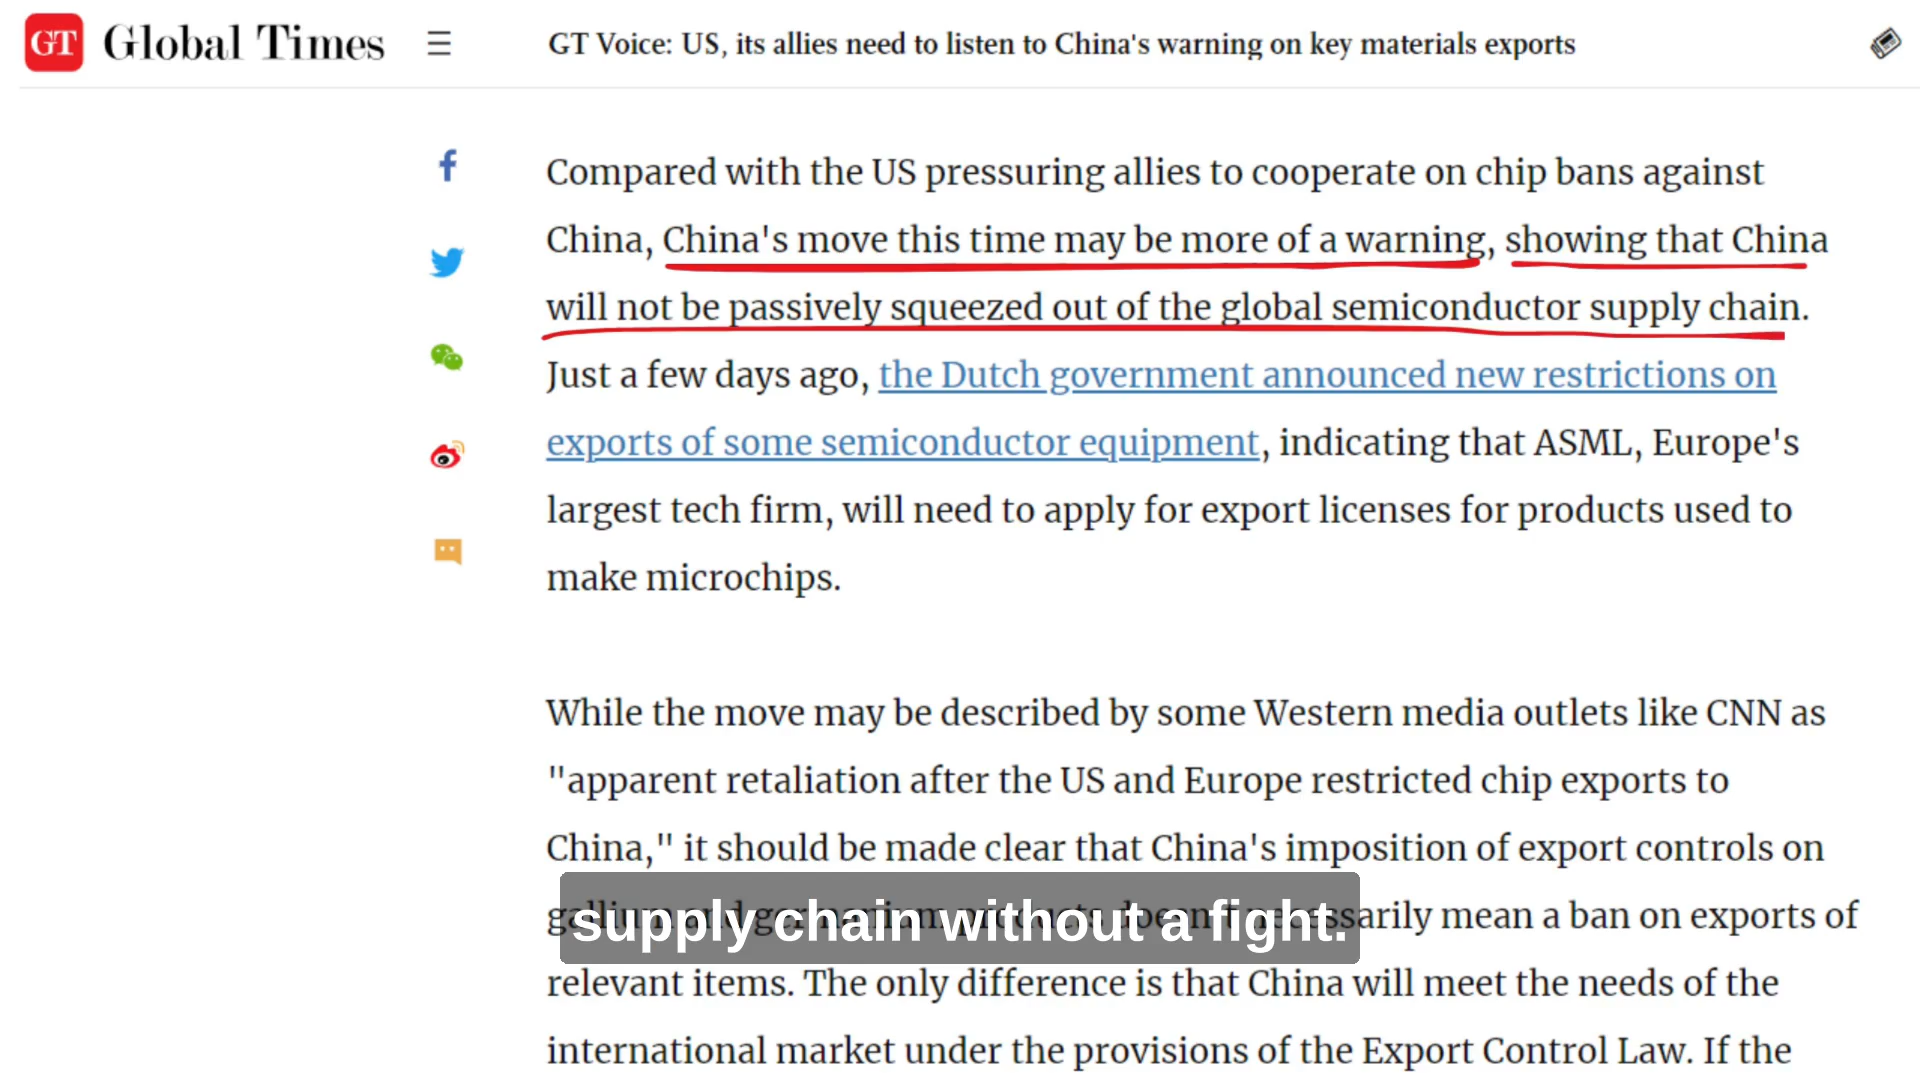 GT Global Times
GT Voice: US, its allies need to listen to China's warning on key materials exports
Compared with the US pressuring allies to cooperate on chip bans against
China, China's move this time may be more of a warning, showing that China
will not be passively squeezed out of the global semiconductor supply chain.
Just a few days ago, the Dutch government announced new restrictions on
exports of some semiconductor equipment, indicating that ASML, Europe's
largest tech firm, will need to apply for export licenses for products used to
make microchips.
While the move may be described by some Western media outlets like CNN as
"apparent retaliation after the US and Europe restricted chip exports to
China," it should be made clear that China's imposition of export controls on
gallium and germanium products doesn't necessarily mean a ban on exports of
supply chain without a fight.
relevant items. The only difference is that China will meet the needs of the
international market under the provisions of the Export Control Law. If the